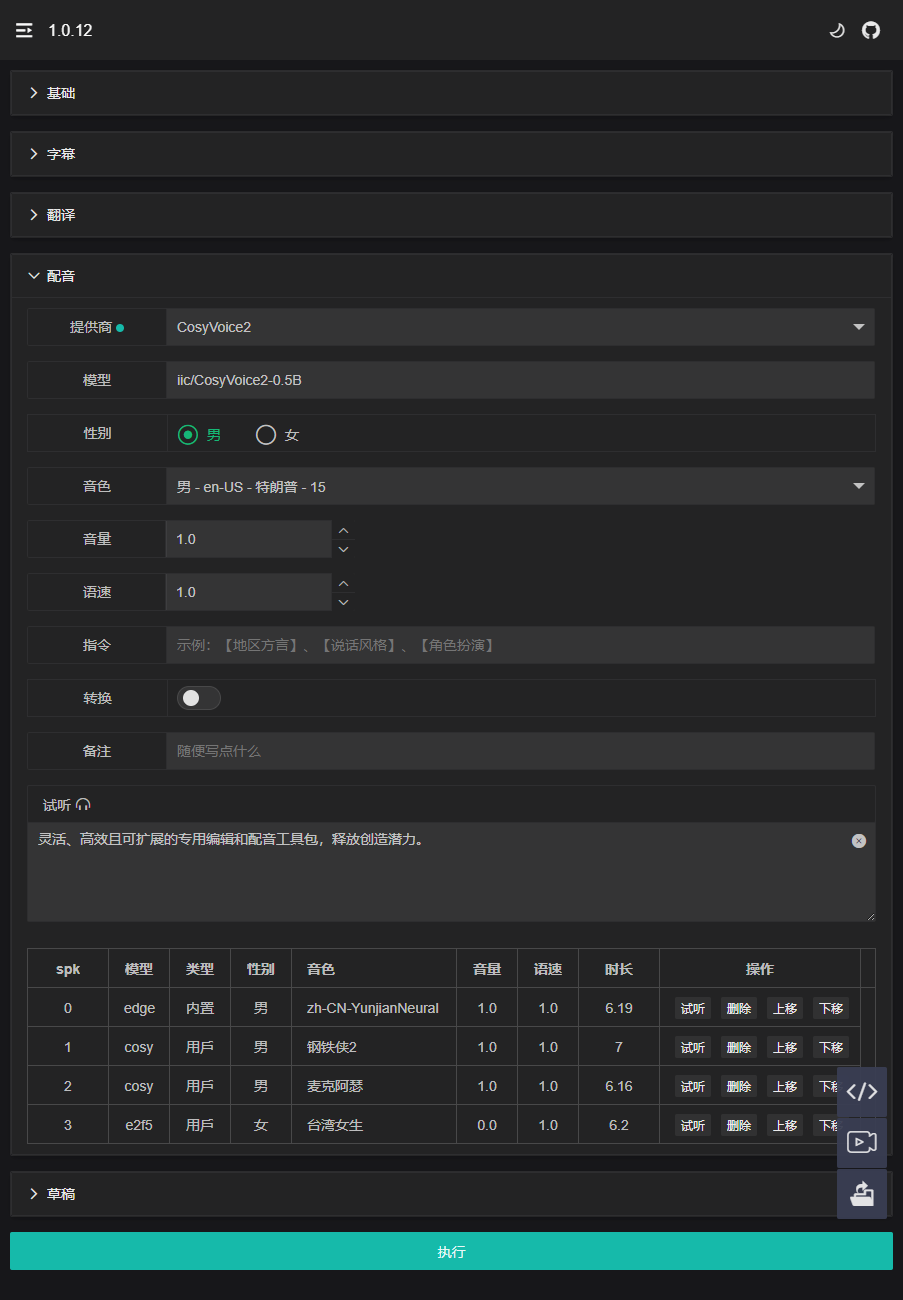 1.0.12
基础
字幕
翻译
配音
提供商 CosyVoice2
模型 iic/CosyVoice2-0.5B
性别 男 女
音色 男 - en-US - 特朗普 - 15
音量 1.0
语速 1.0
指令 示例：【地区方言】、【说话风格】、【角色扮演】
转换
备注 随便写点什么
试听
灵活、高效且可扩展的专用编辑和配音工具包，释放创造潜力。
spk 模型 类型 性别 音色 音量 语速 时长 操作
0 edge 内置 男 zh-CN-YunjianNeural 1.0 1.0 6.19 试听 删除 上移 下移
1 cosy 用戶 男 钢铁侠2 1.0 1.0 7 试听 删除 上移 下移
2 cosy 用戶 男 麦克阿瑟 1.0 1.0 6.16 试听 删除 上移 下移
3 e2f5 用戶 女 台湾女生 0.0 1.0 6.2 试听 删除 上移 下移
草稿
执行